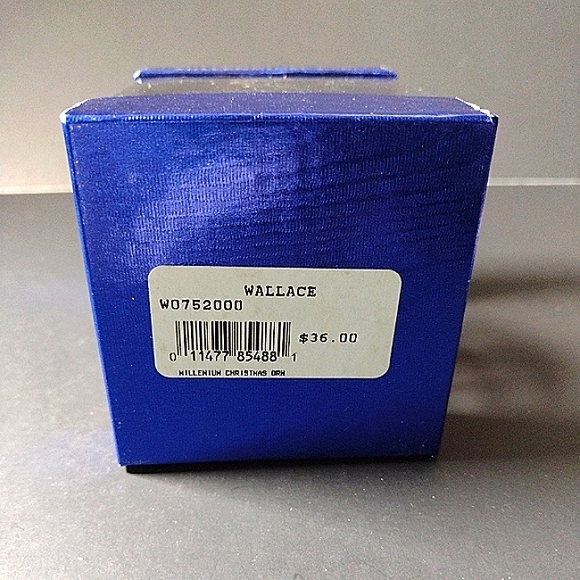 WALLACE
W0752000
$36.00
0 11477 85488 1
MILLENIUM CHRISTMAS ORN